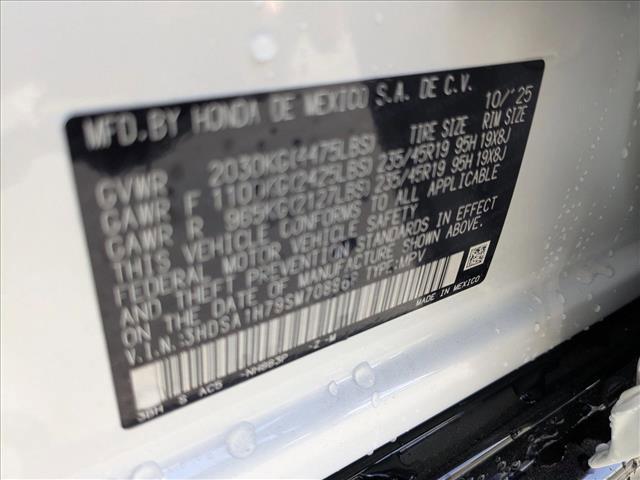 MFD.BY HONDA DE MEXICO S.A. DE C.V. 10/'25
TIRE SIZE RIM SIZE
GVWR 2030KG(4475LBS)
GAWR F 1100KG(2425LBS) 235/45R19 95H 19X8J
GAWR R 965KG(2127LBS) 235/45R19 95H 19X8J
THIS VEHICLE CONFORMS TO ALL APPLICABLE
FEDERAL MOTOR VEHICLE SAFETY
AND THEFT PREVENTION STANDARDS IN EFFECT
ON THE DATE OF MANUFACTURE SHOWN ABOVE.
V.I.N.: TYPE:MPV
MADE IN MEXICO
3BH S AC5 -NH883P -Z-M